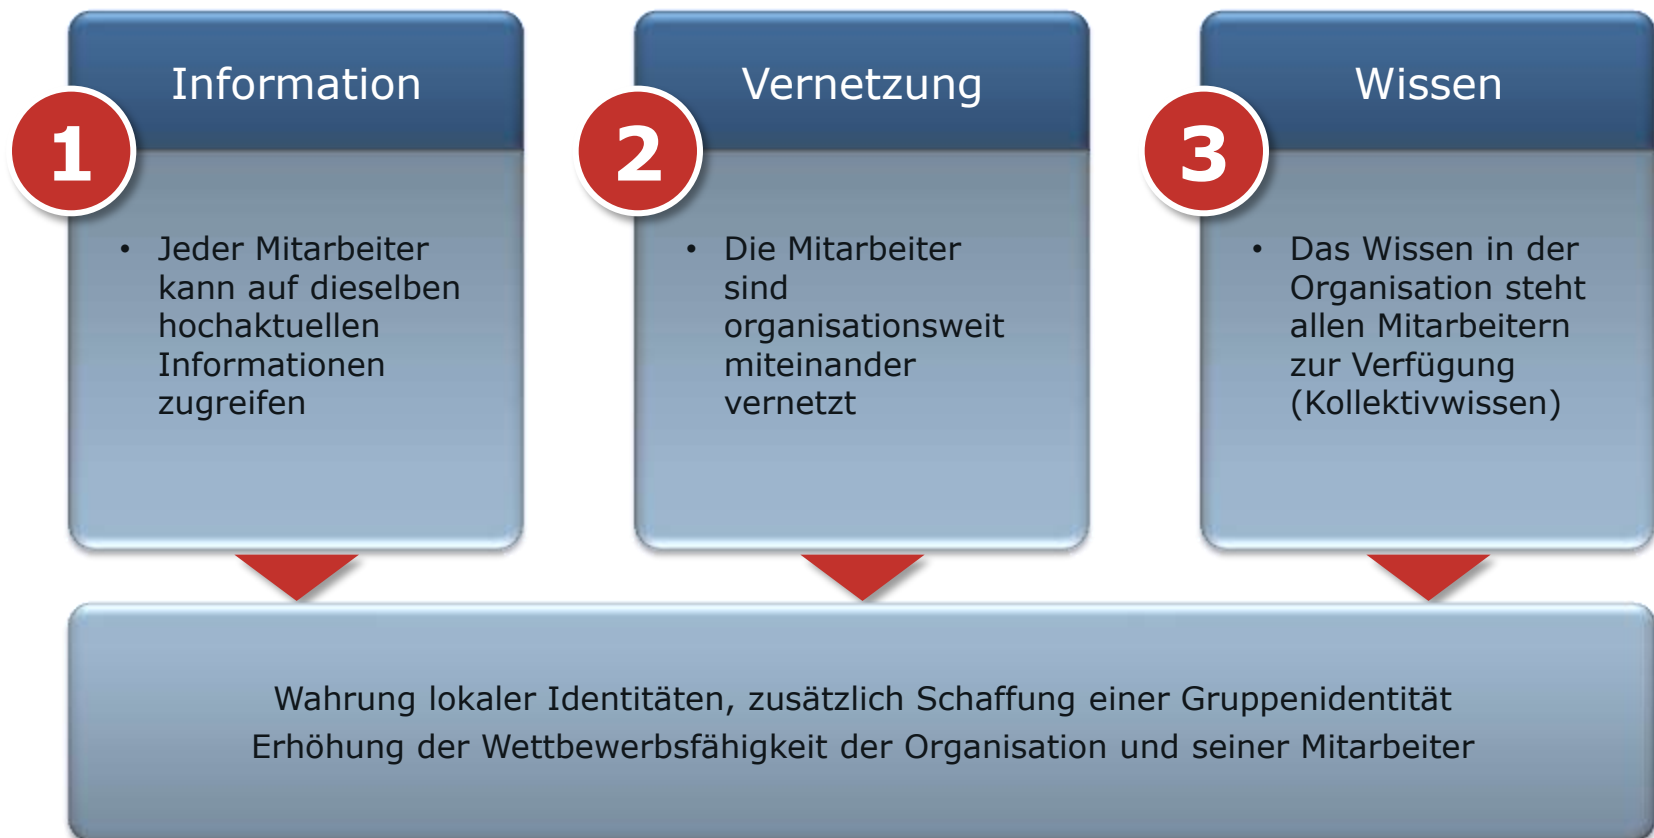 Information
1
• Jeder Mitarbeiter
kann auf dieselben
hochaktuellen
Informationen
zugreifen
Vernetzung
2
• Die Mitarbeiter
sind
organisationsweit
miteinander
vernetzt
Wissen
3
• Das Wissen in der
Organisation steht
allen Mitarbeitern
zur Verfügung
(Kollektivwissen)
Wahrung lokaler Identitäten, zusätzlich Schaffung einer Gruppenidentität
Erhöhung der Wettbewerbsfähigkeit der Organisation und seiner Mitarbeiter